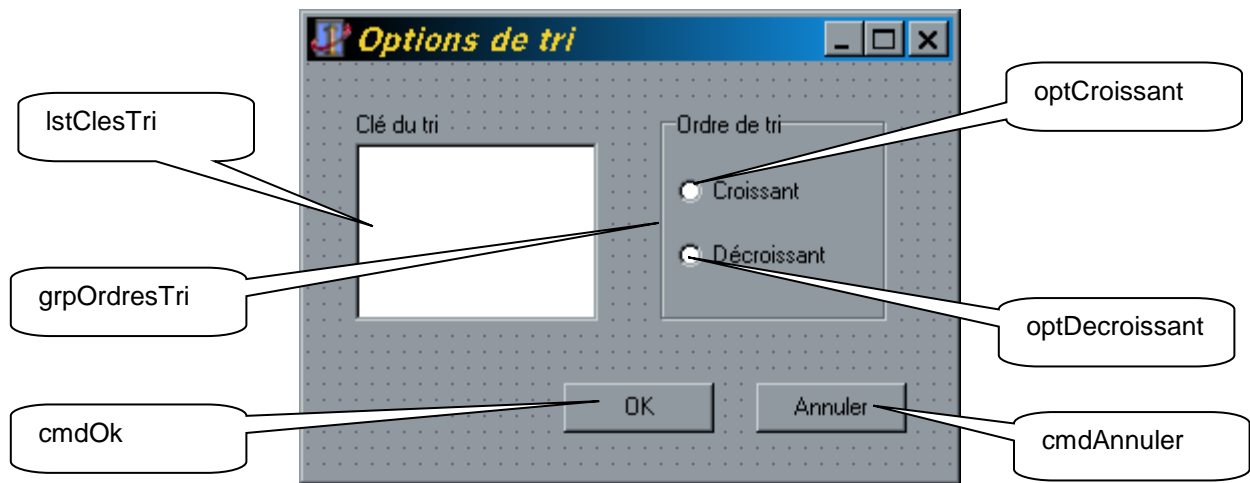 Options de tri
optCroissant
lstClesTri
Clé du tri
Ordre de tri
Croissant
Décroissant
grpOrdresTri
optDecroissant
OK
Annuler
cmdOk
cmdAnnuler